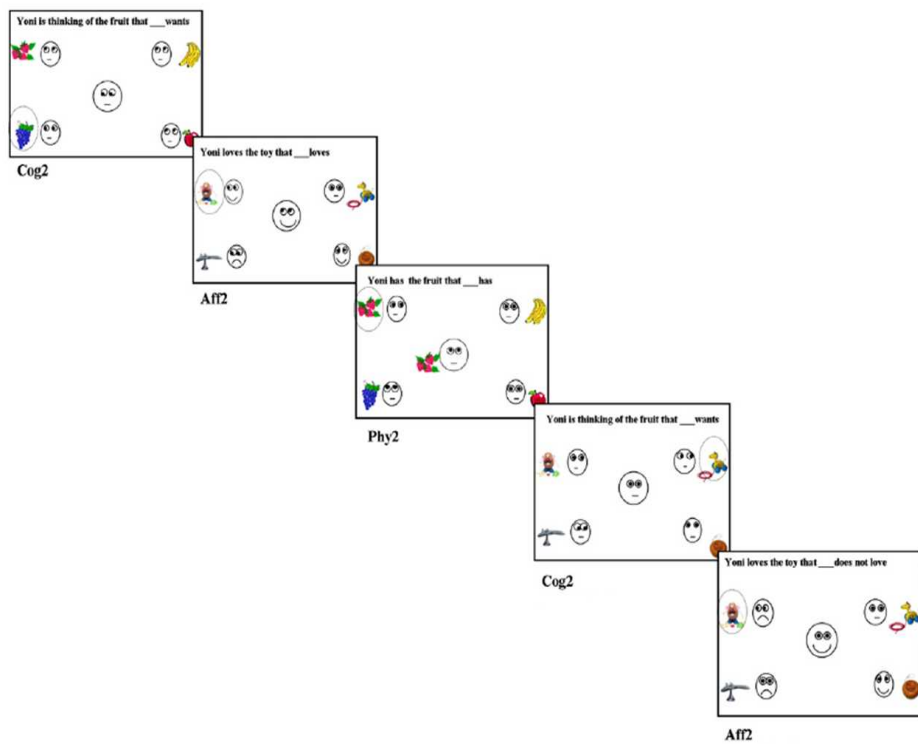 Yoni is thinking of the fruit that ___wants
Cog2
Yoni loves the toy that ___loves
Aff2
Yoni has the fruit that ___has
Phy2
Yoni is thinking of the fruit that ___wants
Cog2
Yoni loves the toy that ___does not love
Aff2